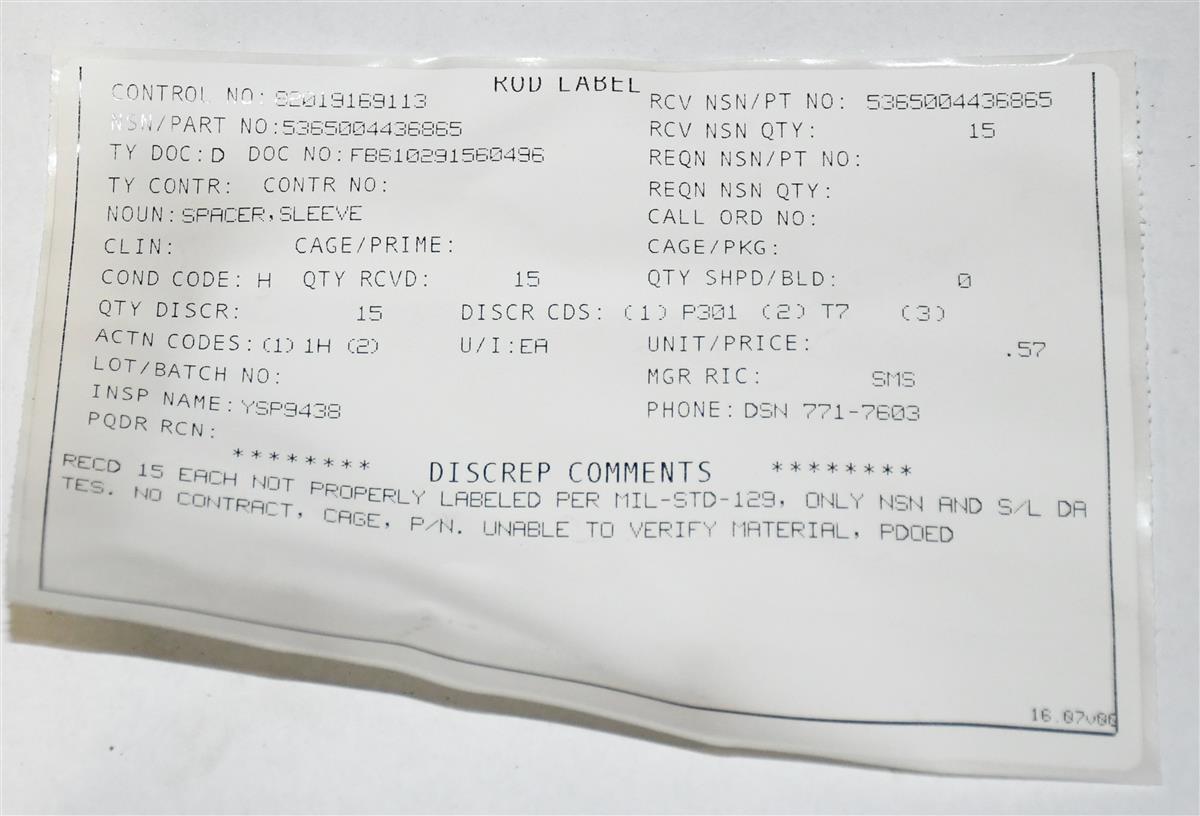 ROD LABEL
CONTROL NO: S2019169113 RCV NSN/PT NO: 5365004436865
NSN/PART NO:5365004436865 RCV NSN QTY: 15
TY DOC:D DOC NO:FB610291560496 REQN NSN/PT NO:
TY CONTR: CONTR NO: REQN NSN QTY:
NOUN:SPACER,SLEEVE CALL ORD NO:
CLIN: CAGE/PRIME: CAGE/PKG:
COND CODE: H QTY RCVD: 15 QTY SHPD/BLD: 0
QTY DISCR: 15 DISCR CDS: (1) P301 (2) T7 (3)
ACTN CODES:(1) 1H (2) U/I:EA UNIT/PRICE: .57
LOT/BATCH NO: MGR RIC: SMS
INSP NAME:YSP9438 PHONE: DSN 771-7603
PQDR RCN:
******** DISCREP COMMENTS ********
RECD 15 EACH NOT PROPERLY LABELED PER MIL-STD-129, ONLY NSN AND S/L DA
TES. NO CONTRACT, CAGE, P/N. UNABLE TO VERIFY MATERIAL, PDOED
16.07v00